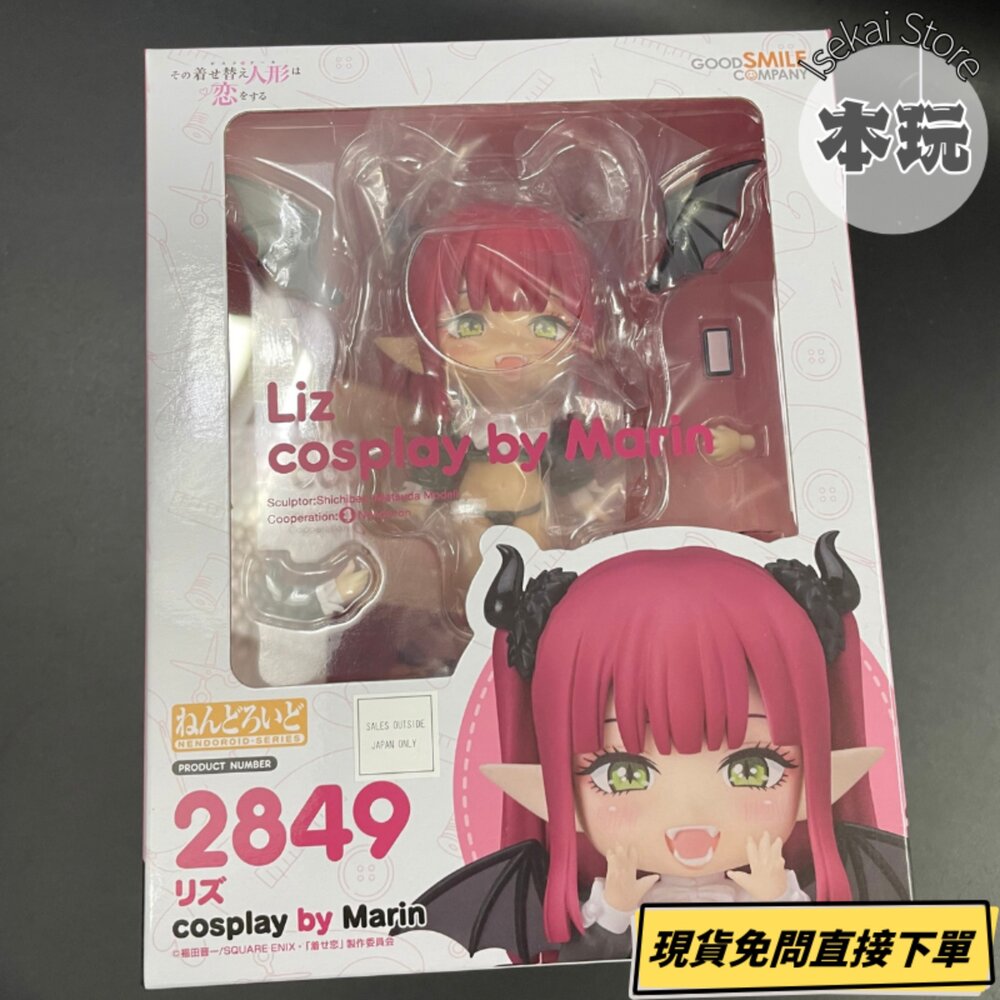 その着せ替え人形は
恋をする
GOODSMILE
COMPANY
Isekai Store
本玩
Liz
cosplay by Marin
Sculptor:Shichibee
Cooperation:
ねんどろいど
NENDOROID·SERIES
PRODUCT NUMBER
SALES OUTSIDE
JAPAN ONLY
2849
リズ
cosplay by Marin
©福田晋一/SQUARE ENIX・「着せ恋」製作委員会
現貨免問直接下單